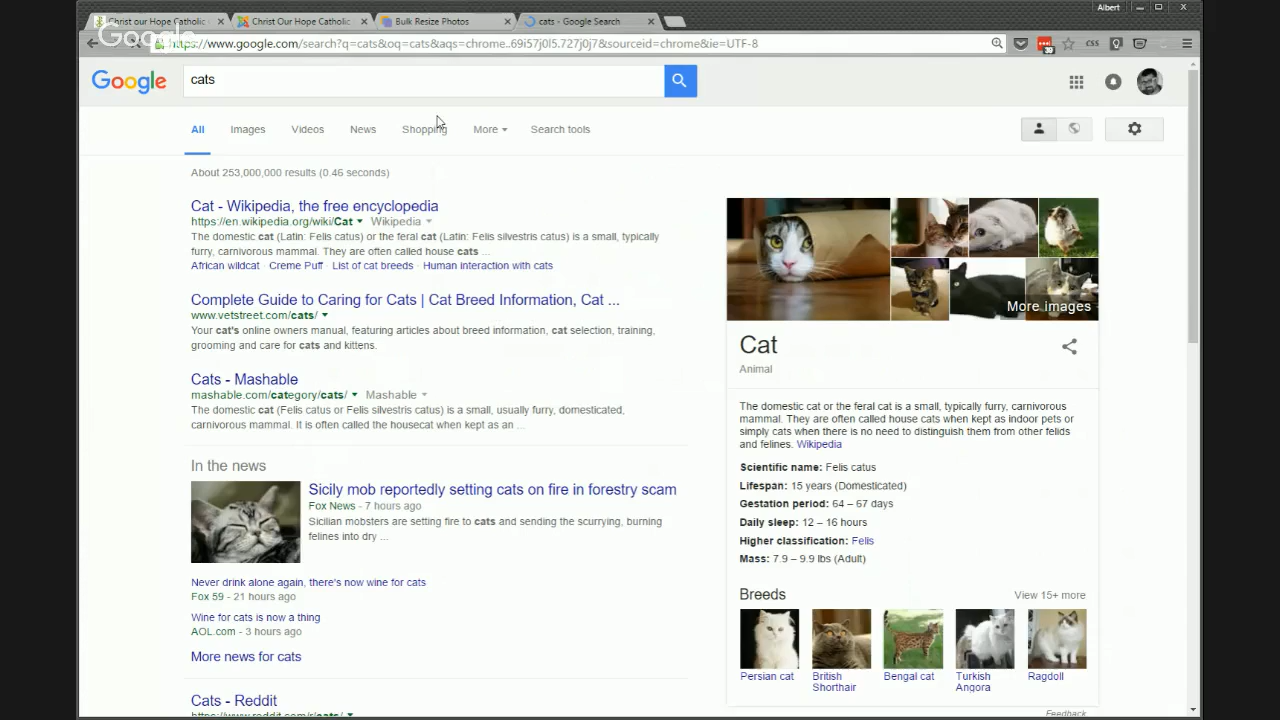 Albert
Christ our Hope Catholic
Christ Our Hope Catholic
Bulk Resize Photos
cats - Google Search
Google
https://www.google.com/search?q=cats&oq=cats&aqs=chrome..69i57j0l5.727j0j7&sourceid=chrome&ie=UTF-8
CSS
Google
cats
All Images Videos News Shopping More Search tools
About 253,000,000 results (0.46 seconds)
Cat - Wikipedia, the free encyclopedia
https://en.wikipedia.org/wiki/Cat Wikipedia
The domestic cat (Latin: Felis catus) or the feral cat (Latin: Felis silvestris catus) is a small, typically
furry, carnivorous mammal. They are often called house cats ...
African wildcat · Creme Puff · List of cat breeds · Human interaction with cats
Complete Guide to Caring for Cats | Cat Breed Information, Cat ...
www.vetstreet.com/cats/
Your cat's online owners manual, featuring articles about breed information, cat selection, training,
grooming and care for cats and kittens.
Cats - Mashable
mashable.com/category/cats/ Mashable
The domestic cat (Felis catus or Felis silvestris catus) is a small, usually furry, domesticated,
carnivorous mammal. It is often called the housecat when kept as an ...
In the news
Sicily mob reportedly setting cats on fire in forestry scam
Fox News - 7 hours ago
Sicilian mobsters are setting fire to cats and sending the scurrying, burning
felines into dry ...
Never drink alone again, there's now wine for cats
Fox 59 - 21 hours ago
Wine for cats is now a thing
AOL.com - 3 hours ago
More news for cats
Cats - Reddit
https://www.reddit.com/r/cats/
More images
Cat
Animal
The domestic cat or the feral cat is a small, typically furry, carnivorous
mammal. They are often called house cats when kept as indoor pets or
simply cats when there is no need to distinguish them from other felids
and felines. Wikipedia
Scientific name: Felis catus
Lifespan: 15 years (Domesticated)
Gestation period: 64 – 67 days
Daily sleep: 12 – 16 hours
Higher classification: Felis
Mass: 7.9 – 9.9 lbs (Adult)
Breeds
View 15+ more
Persian cat
British
Shorthair
Bengal cat
Turkish
Angora
Ragdoll
Feedback